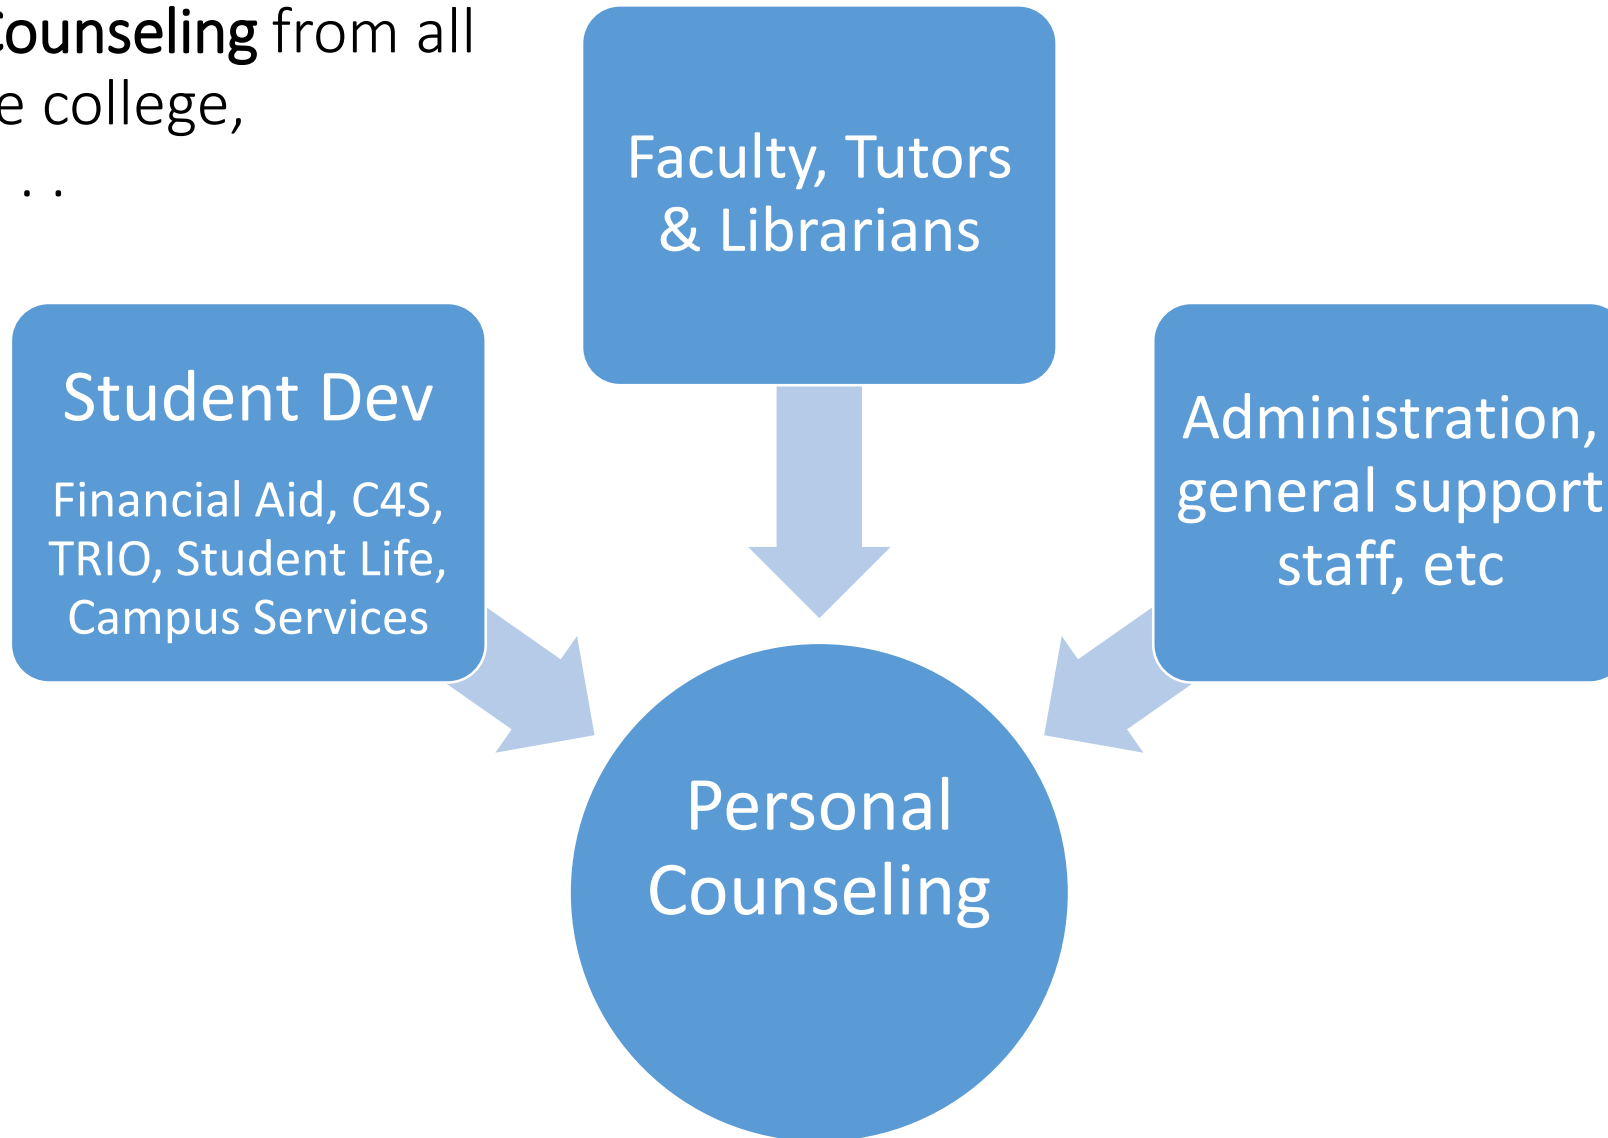 Counseling from all
e college,
. .
Faculty, Tutors
& Librarians
Student Dev
Financial Aid, C4S,
TRIO, Student Life,
Campus Services
Administration,
general support
staff, etc
Personal
Counseling